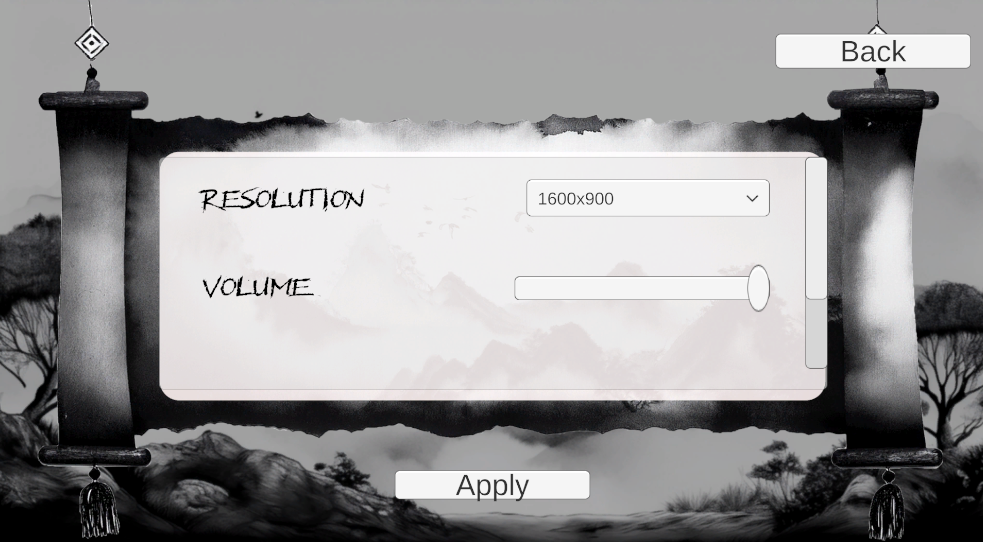 Back
RESOLUTION
1600x900
VOLUME
Apply